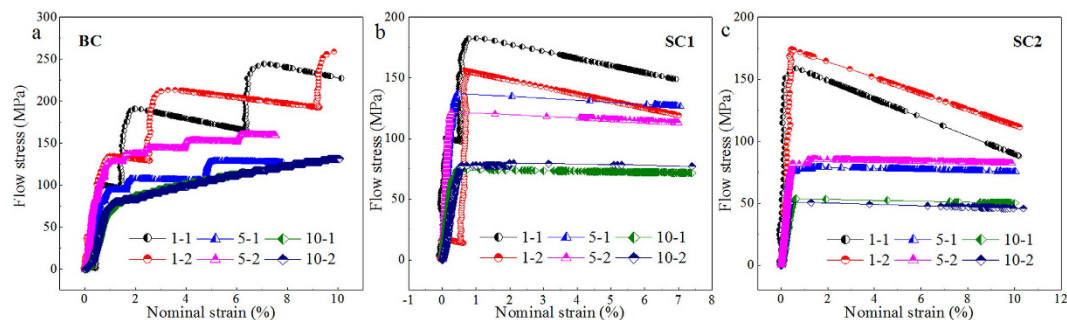 a
BC
300
250
200
150
100
50
0
Flow stress (MPa)
1-1 5-1 10-1
1-2 5-2 10-2
0 2 4 6 8 10
Nominal strain (%)
b
SC1
200
150
100
50
0
Flow stress (MPa)
1-1 5-1 10-1
1-2 5-2 10-2
-1 0 1 2 3 4 5 6 7 8
Nominal strain (%)
c
SC2
200
150
100
50
0
Flow stress (MPa)
1-1 5-1 10-1
1-2 5-2 10-2
0 2 4 6 8 10 12
Nominal strain (%)